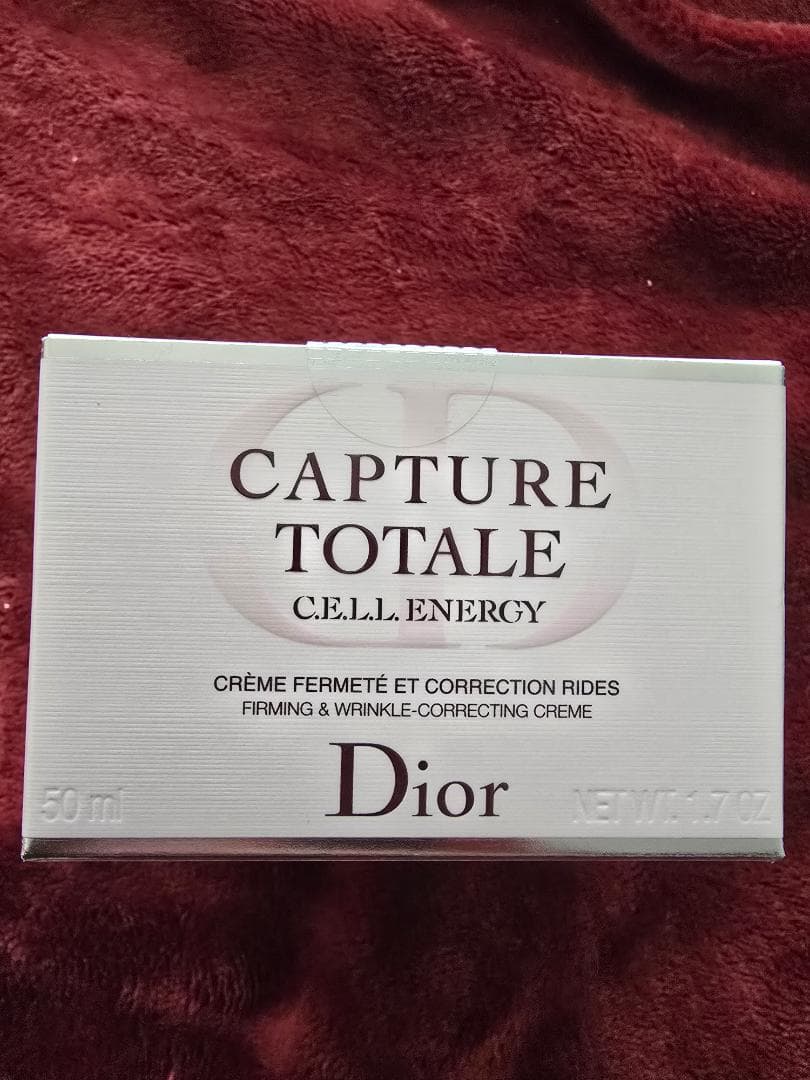 CAPTURE
TOTALE
C.E.L.L. ENERGY
CRÈME FERMETÉ ET CORRECTION RIDES
FIRMING & WRINKLE-CORRECTING CREME
Dior
50 ml NET WT. 1.7 OZ